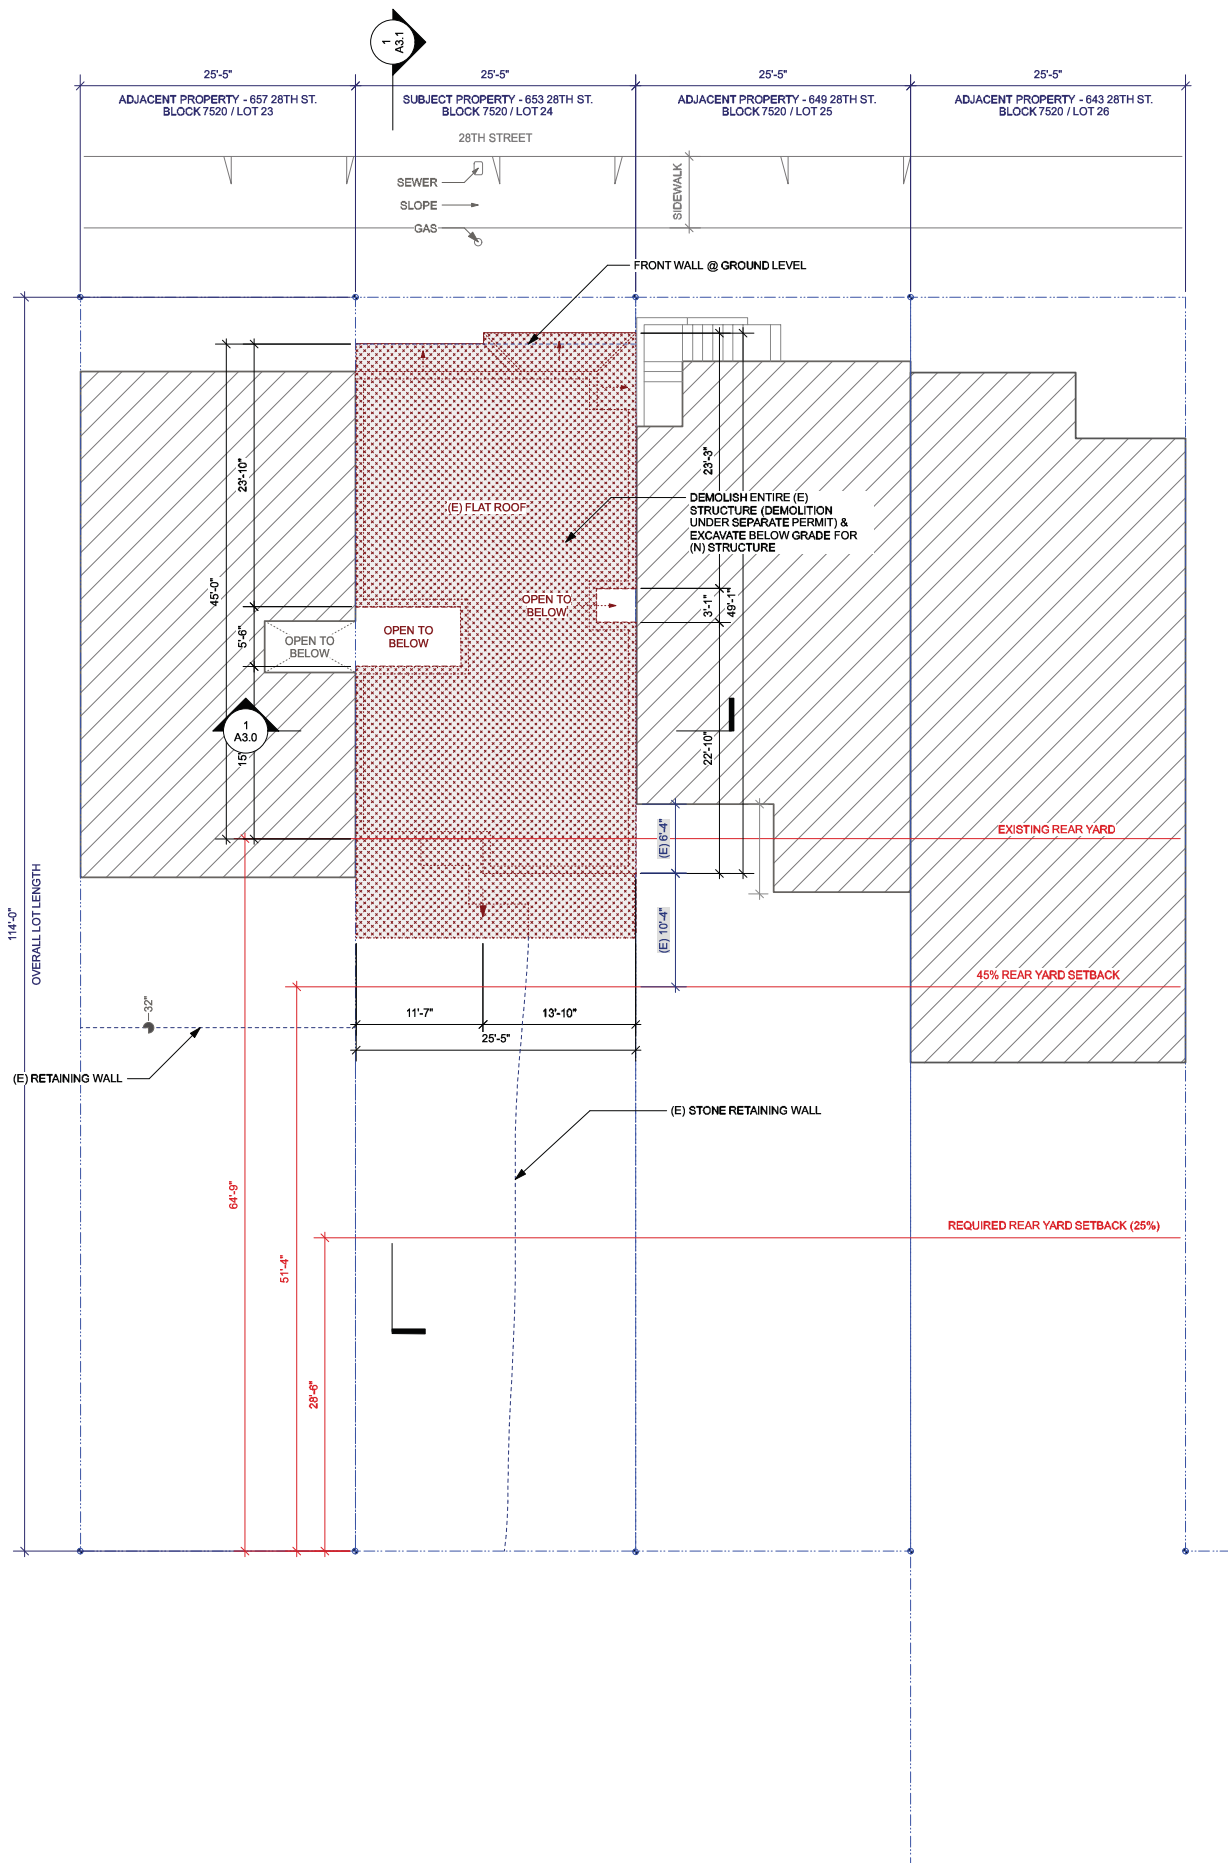 1
A3.1
25'-5"
25'-5"
25'-5"
25'-5"
ADJACENT PROPERTY - 657 28TH ST.
BLOCK 7520 / LOT 23
SUBJECT PROPERTY - 653 28TH ST.
BLOCK 7520 / LOT 24
ADJACENT PROPERTY - 649 28TH ST.
BLOCK 7520 / LOT 25
ADJACENT PROPERTY - 643 28TH ST.
BLOCK 7520 / LOT 26
28TH STREET
SEWER
SLOPE
GAS
SIDEWALK
FRONT WALL @ GROUND LEVEL
23'-10"
23'-3"
(E) FLAT ROOF
DEMOLISH ENTIRE (E)
STRUCTURE (DEMOLITION
UNDER SEPARATE PERMIT) &
EXCAVATE BELOW GRADE FOR
(N) STRUCTURE
45'-0"
5'-6"
OPEN TO
BELOW
OPEN TO
BELOW
OPEN TO
BELOW
3'-1"
49'-1"
1
A3.0
15'
22'-10"
(E) 6'-4"
EXISTING REAR YARD
114'-0"
OVERALL LOT LENGTH
(E) 10'-4"
45% REAR YARD SETBACK
32"
11'-7"
13'-10"
25'-5"
(E) RETAINING WALL
(E) STONE RETAINING WALL
64'-9"
51'-4"
28'-6"
REQUIRED REAR YARD SETBACK (25%)